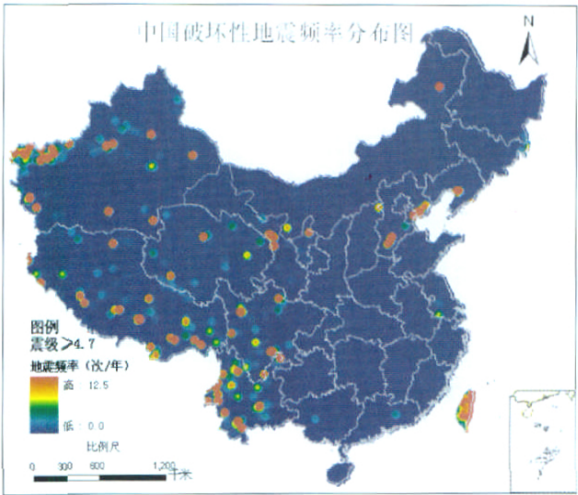 中国破坏性地震频率分布图
N
图例
震级≥4.7
地震频率（次/年）
高 12.5
低：0.0
比例尺
0 300 600 1,200
千米